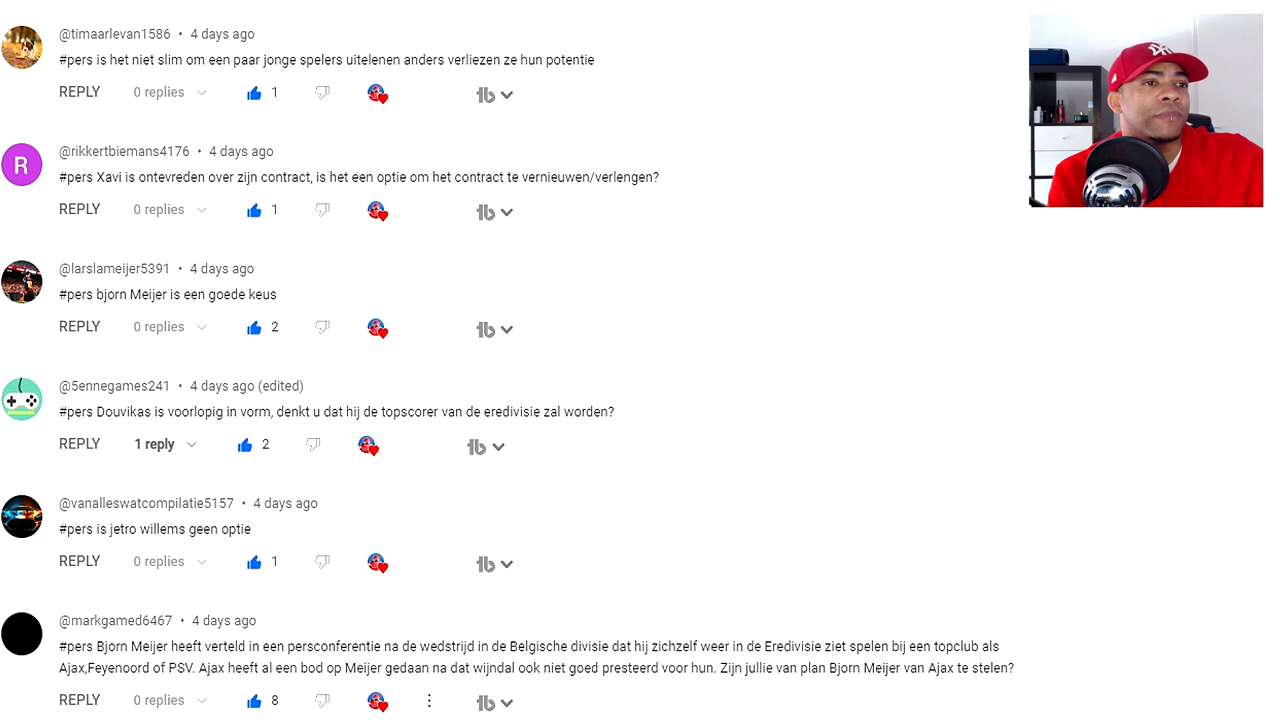 @timaarlevan1586 • 4 days ago
#pers is het niet slim om een paar jonge spelers uitelenen anders verliezen ze hun potentie
REPLY 0 replies 1
@rikkertbiemans4176 • 4 days ago
R
#pers Xavi is ontevreden over zijn contract, is het een optie om het contract te vernieuwen/verlengen?
REPLY 0 replies 1
@larslameijer5391 • 4 days ago
#pers bjorn Meijer is een goede keus
REPLY 0 replies 2
@5ennegames241 • 4 days ago (edited)
#pers Douvikas is voorlopig in vorm, denkt u dat hij de topscorer van de eredivisie zal worden?
REPLY 1 reply 2
@vanalleswatcompilatie5157 • 4 days ago
#pers is jetro willems geen optie
REPLY 0 replies 1
@markgamed6467 • 4 days ago
#pers Bjorn Meijer heeft verteld in een persconferentie na de wedstrijd in de Belgische divisie dat hij zichzelf weer in de Eredivisie ziet spelen bij een topclub als
Ajax,Feyenoord of PSV. Ajax heeft al een bod op Meijer gedaan na dat wijndal ook niet goed presteerd voor hun. Zijn jullie van plan Bjorn Meijer van Ajax te stelen?
REPLY 0 replies 8